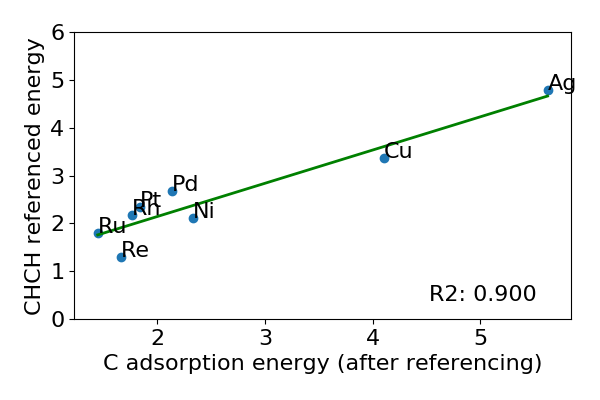 6
5
4
3
2
1
0
CHCH referenced energy
Ag
Cu
Pd
Pt
Rh
Ni
Ru
Re
R2: 0.900
2
3
4
5
C adsorption energy (after referencing)